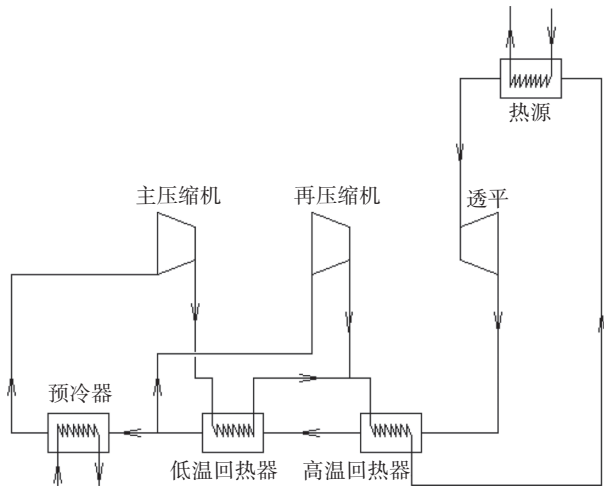 热源
主压缩机
再压缩机
透平
预冷器
低温回热器
高温回热器